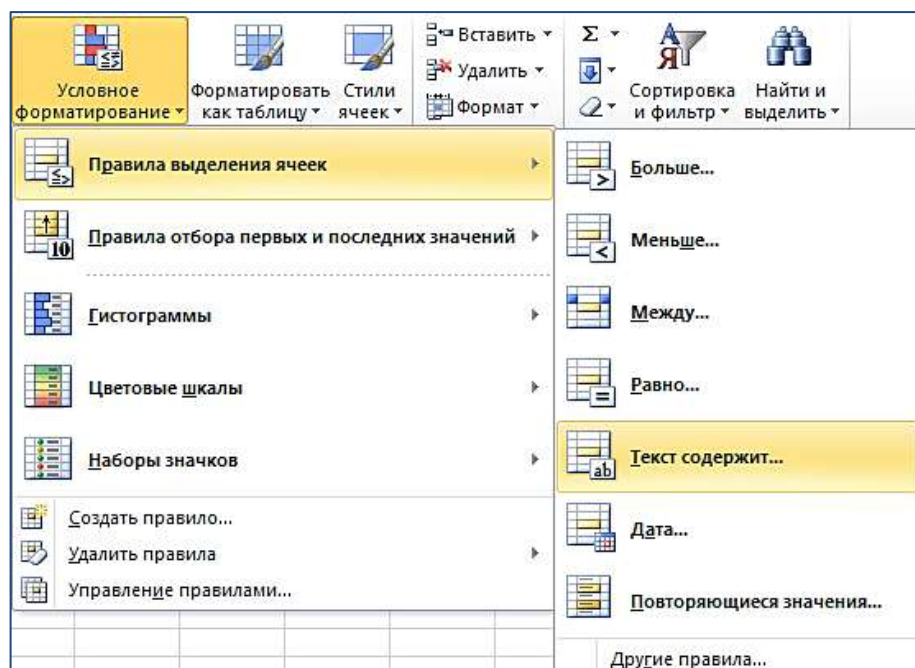 Условное
форматирование
Форматировать
как таблицу
Стили
ячеек
Вставить
Удалить
Формат
Σ
А
Я
Сортировка
и фильтр
Найти и
выделить
Правила выделения ячеек
Правила отбора первых и последних значений
10
Гистограммы
Цветовые шкалы
Наборы значков
Создать правило...
Удалить правила
Управление правилами...
Больше...
Меньше...
Между...
Равно...
ab
Текст содержит...
Дата...
Повторяющиеся значения...
Другие правила...